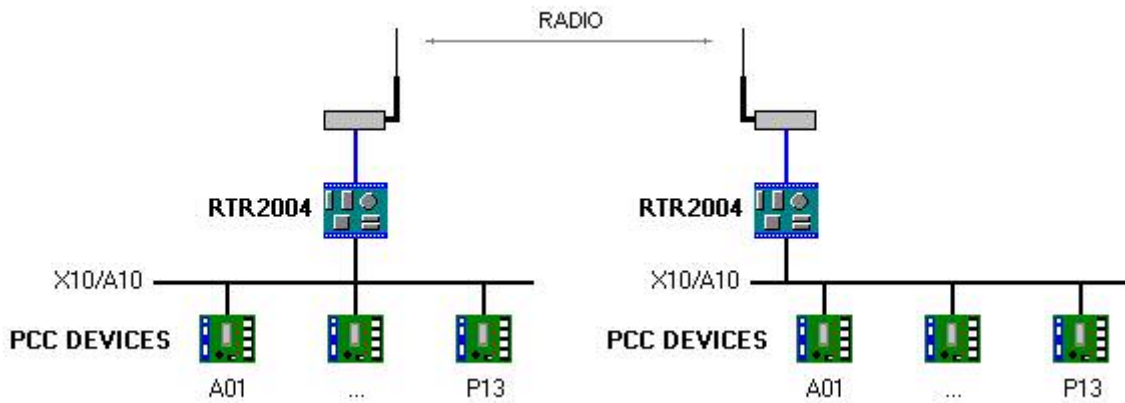 RADIO
RTR2004 RTR2004
X10/A10 X10/A10
PCC DEVICES PCC DEVICES
A01 ... P13 A01 ... P13